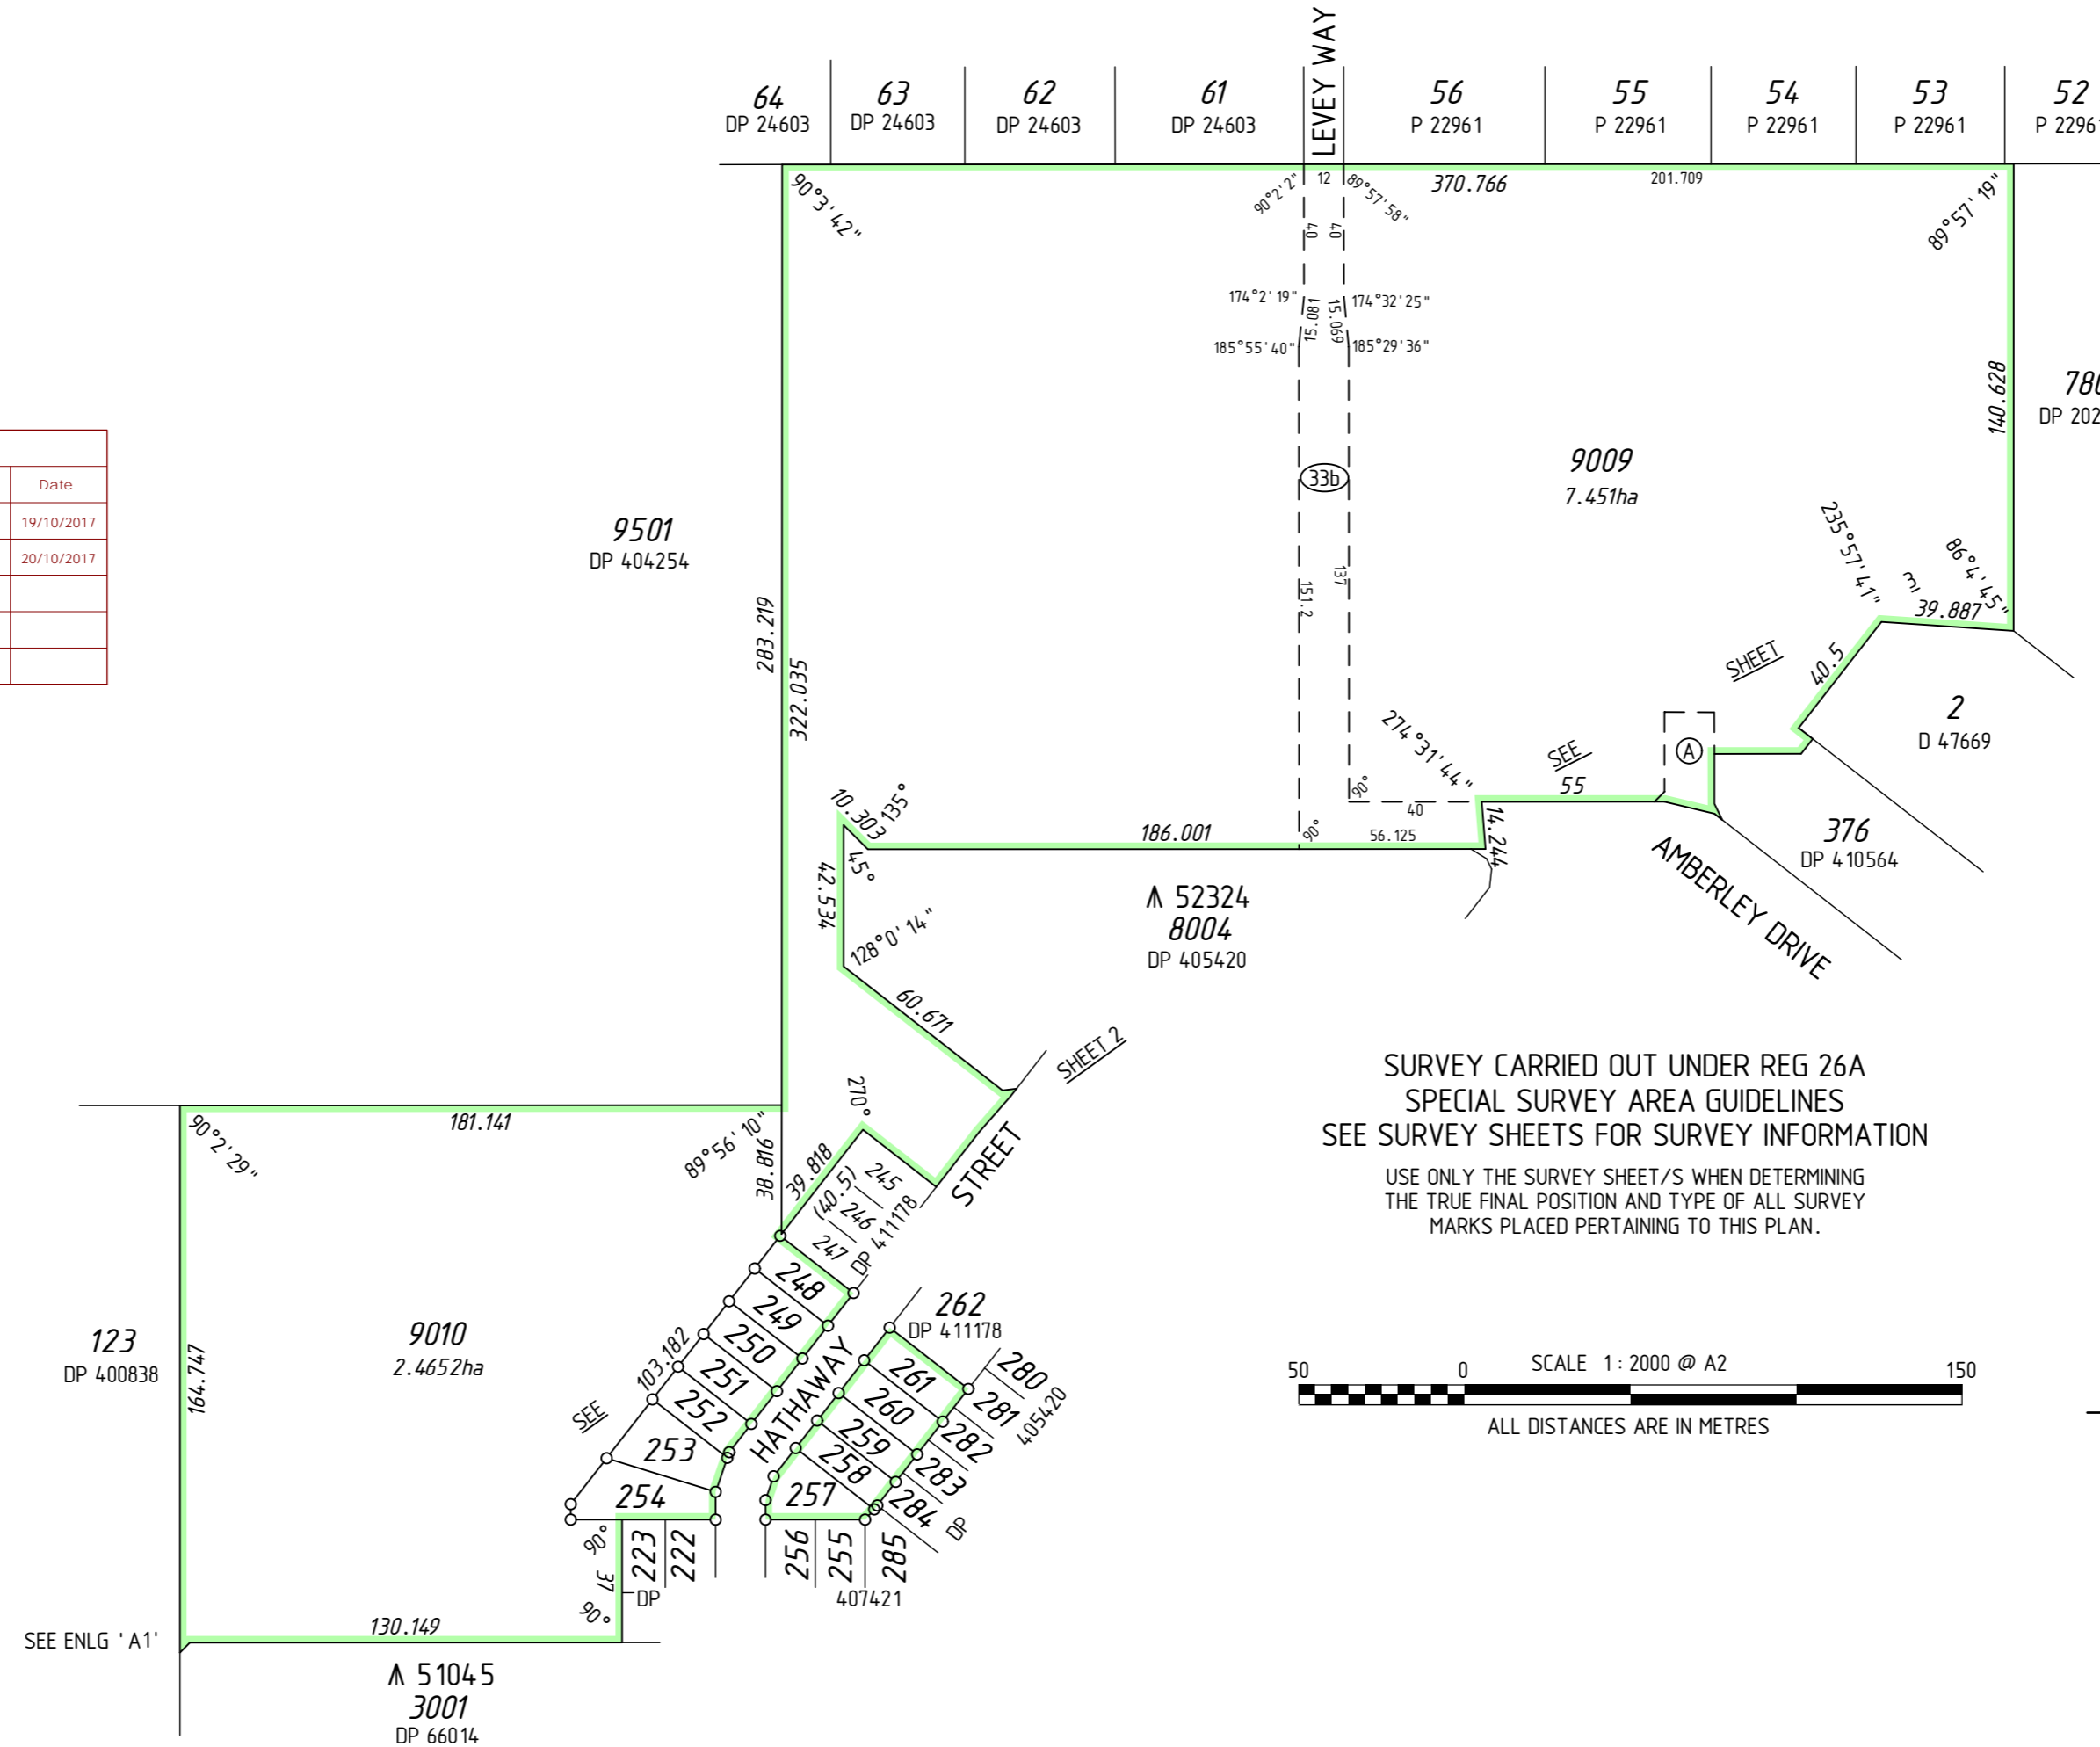 LEVEY WAY
64
DP 24603
63
DP 24603
62
DP 24603
61
DP 24603
56
P 22961
55
P 22961
54
P 22961
53
P 22961
52
90°3'42"
90°2'2"
12
89°57'58"
370.766
201.709
89°57'19"
40
40
174°2'19"
15.081
15.069
174°32'25"
185°55'40"
185°29'36"
140.628
Date
19/10/2017
20/10/2017
9501
DP 404254
33b
9009
7.451ha
235°57'41"
86°4'45"
3
39.887
283.219
322.035
151.2
137
SHEET
40.5
2
D 47669
274°31'44"
SEE
55
A
90°
40
10.303
135°
45°
186.001
90°
56.125
14.244
376
DP 410564
AMBERLEY DRIVE
42.534
128°0'14"
52324
8004
DP 405420
60.671
SHEET 2
SURVEY CARRIED OUT UNDER REG 26A
SPECIAL SURVEY AREA GUIDELINES
SEE SURVEY SHEETS FOR SURVEY INFORMATION
USE ONLY THE SURVEY SHEET/S WHEN DETERMINING
THE TRUE FINAL POSITION AND TYPE OF ALL SURVEY
MARKS PLACED PERTAINING TO THIS PLAN.
90°2'29"
181.141
89°56'10"
38.816
39.818
270°
(40.5)
245
246
247
DP 411178
STREET
HATHAWAY
248
249
250
251
252
253
254
103.182
SEE
262
DP 411178
261
260
259
258
257
280
281
282
283
284
DP
405420
123
DP 400838
164.747
9010
2.4652ha
50
0
SCALE 1:2000 @ A2
150
ALL DISTANCES ARE IN METRES
90°
37
90°
223
222
DP
256
255
285
407421
SEE ENLG 'A1'
130.149
51045
3001
DP 66014